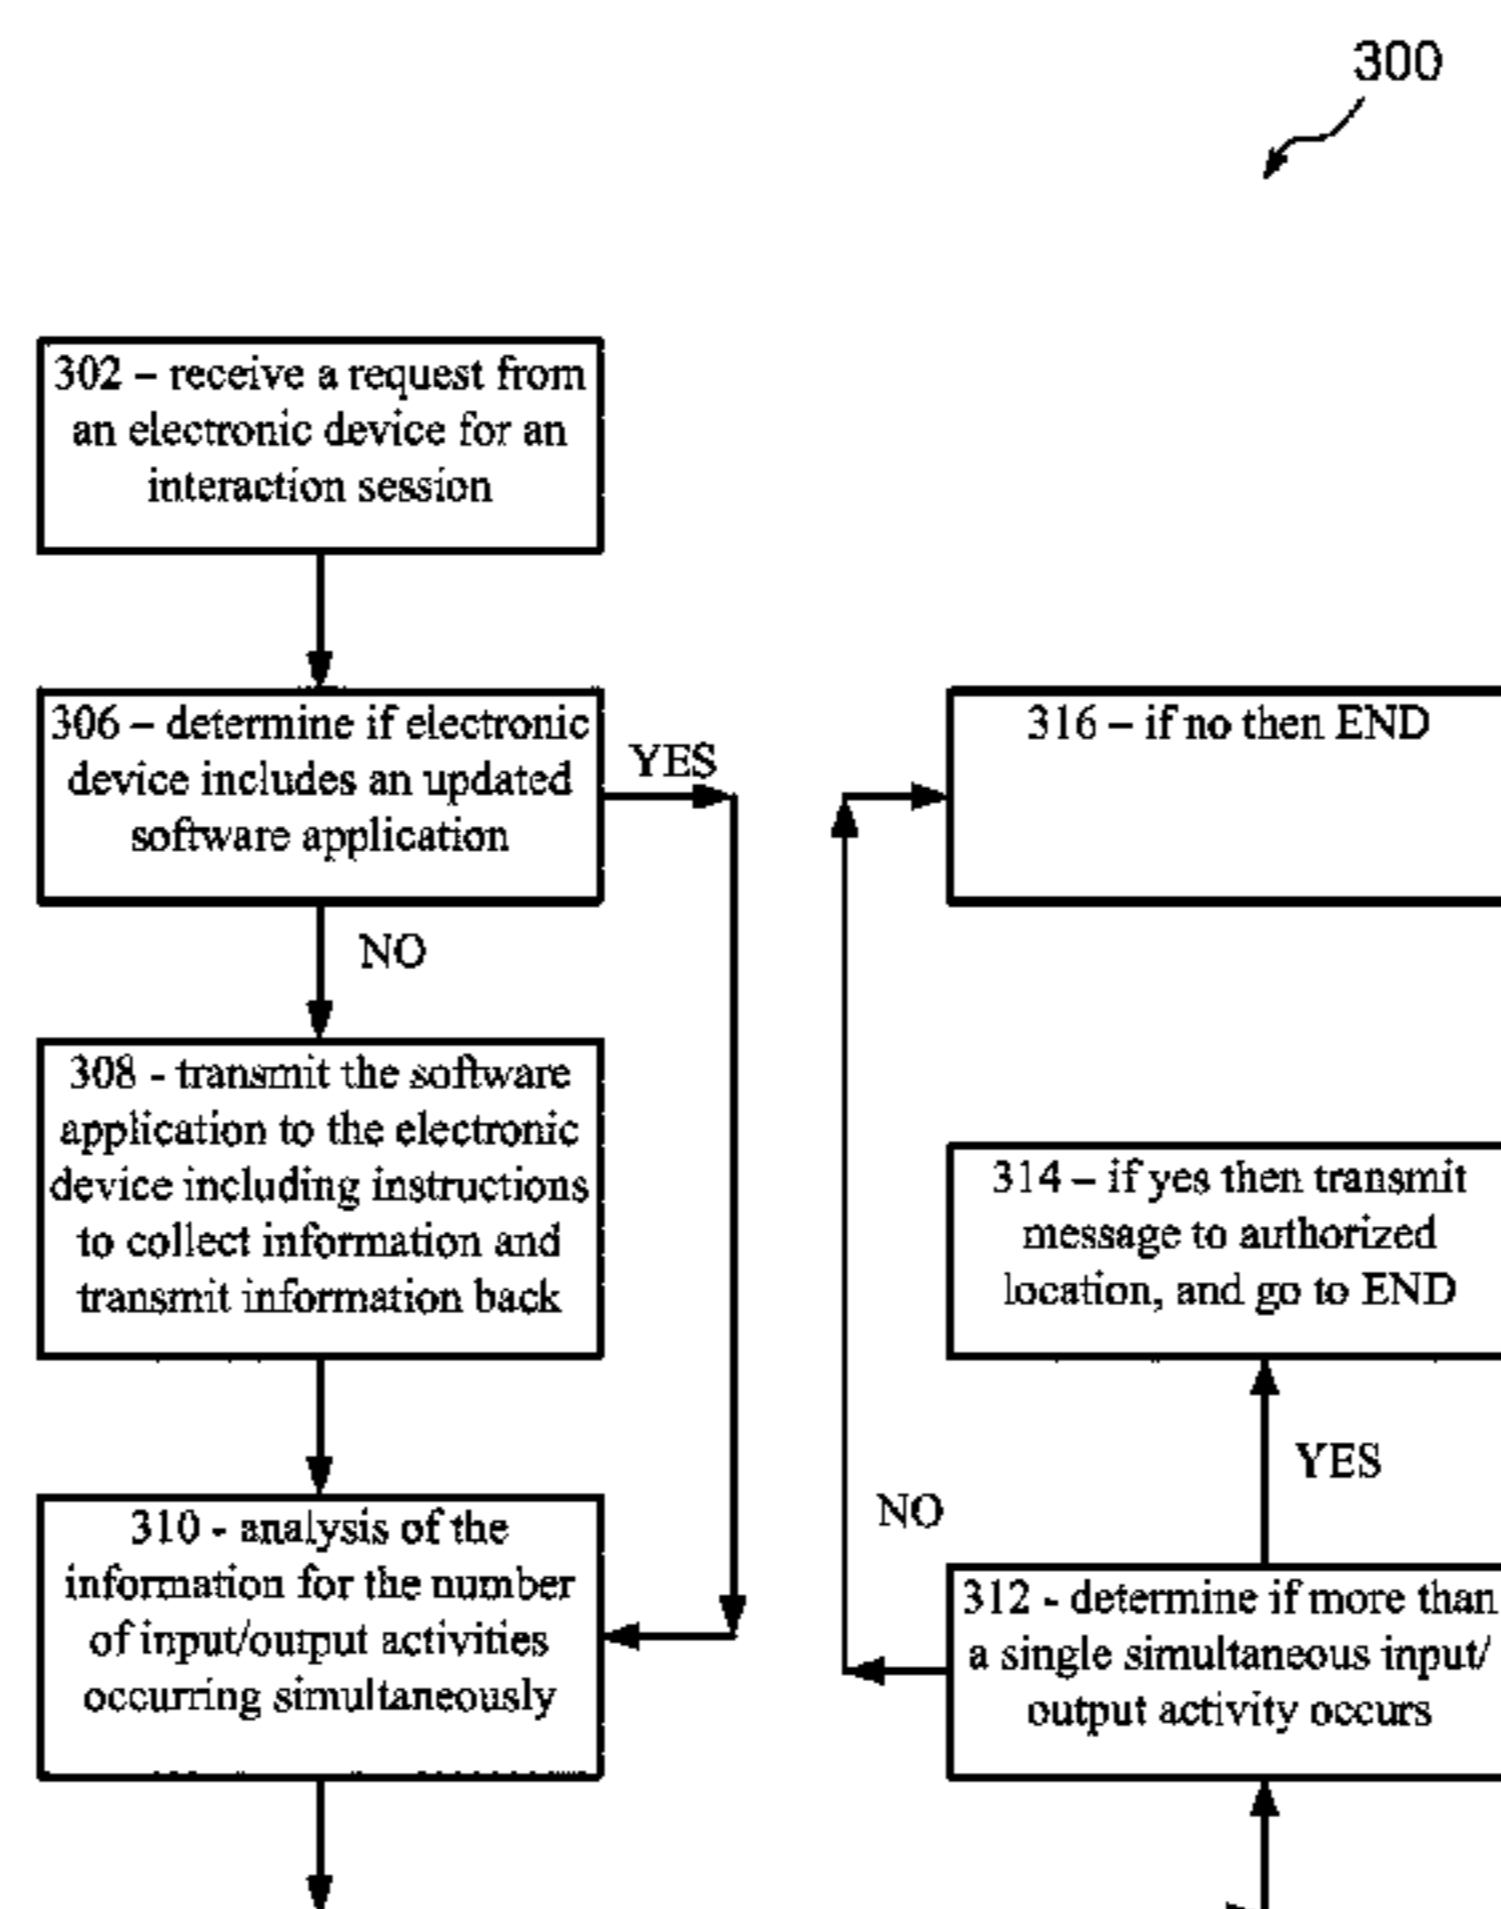 300
302 – receive a request from
an electronic device for an
interaction session
306 – determine if electronic
device includes an updated
software application
YES
NO
308 - transmit the software
application to the electronic
device including instructions
to collect information and
transmit information back
310 - analysis of the
information for the number
of input/output activities
occurring simultaneously
316 – if no then END
314 – if yes then transmit
message to authorized
location, and go to END
YES
NO
312 - determine if more than
a single simultaneous input/
output activity occurs